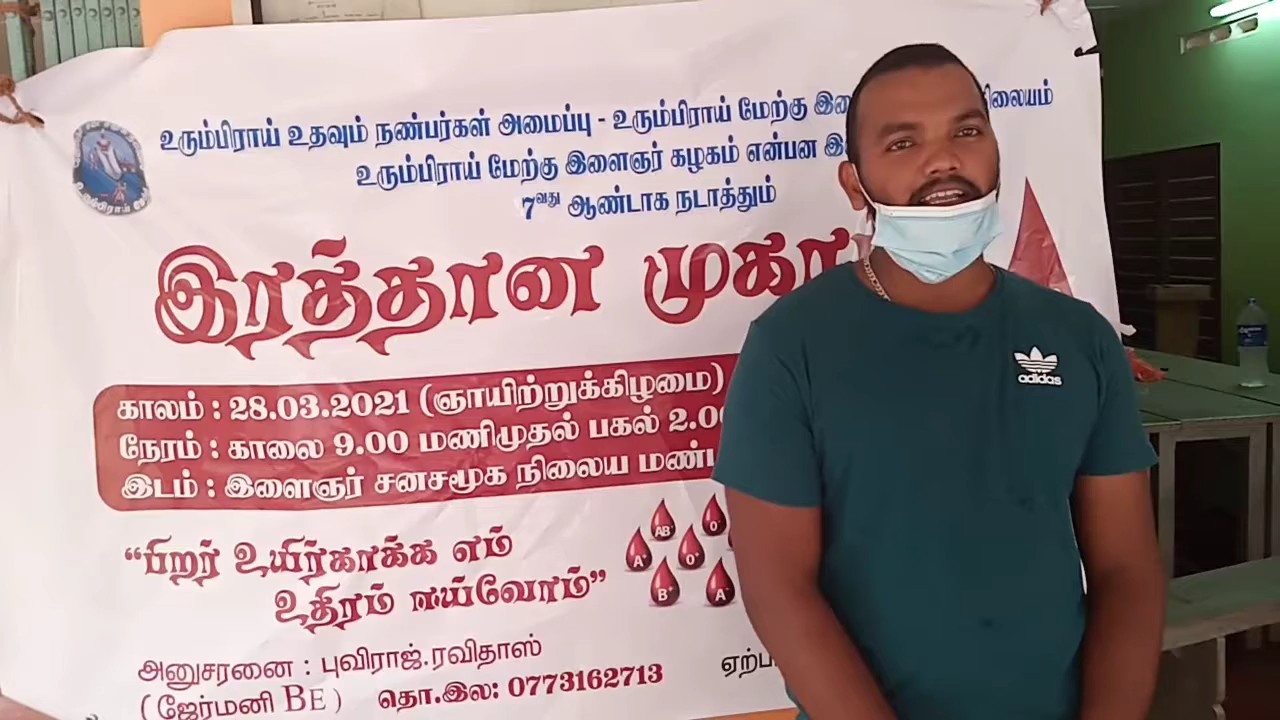 உரும்பிராய் உதவும் நண்பர்கள் அமைப்பு - உரும்பிராய் மேற்கு
உரும்பிராய் மேற்கு இளைஞர் கழகம் என்பன
7வது ஆண்டாக நடாத்தும்
இரத்தான
காலம் : 28.03.2021 (ஞாயிற்றுக்கிழமை)
நேரம் : காலை 9.00 மணிமுதல் பகல்
இடம் : இளைஞர் சனசமூக நிலைய
AB+ O-
A+ O+
B+ A-
“பிறர் உயிர்காக்க எம்
உதிரம் ஈய்வோம்”
அனுசரனை : புவிராஜ்.ரவிதாஸ்
(ஜேர்மனி BE) தொ.இல: 0773162713
adidas